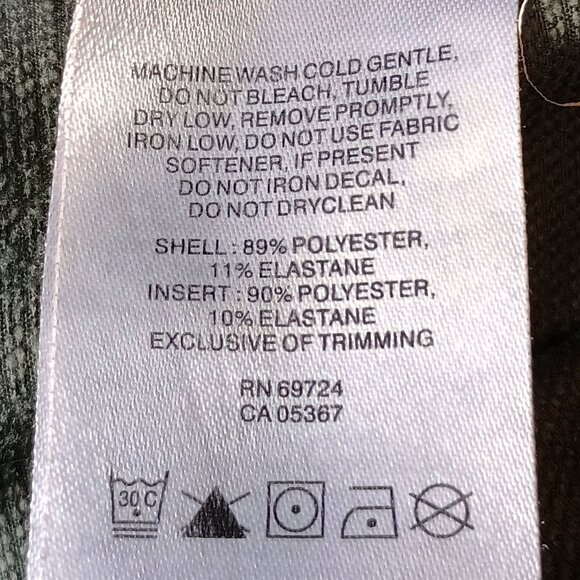 MACHINE WASH COLD GENTLE,
DO NOT BLEACH, TUMBLE
DRY LOW, REMOVE PROMPTLY,
IRON LOW, DO NOT USE FABRIC
SOFTENER, IF PRESENT
DO NOT IRON DECAL,
DO NOT DRYCLEAN
SHELL : 89% POLYESTER,
11% ELASTANE
INSERT : 90% POLYESTER,
10% ELASTANE
EXCLUSIVE OF TRIMMING
RN 69724
CA 05367
30 C